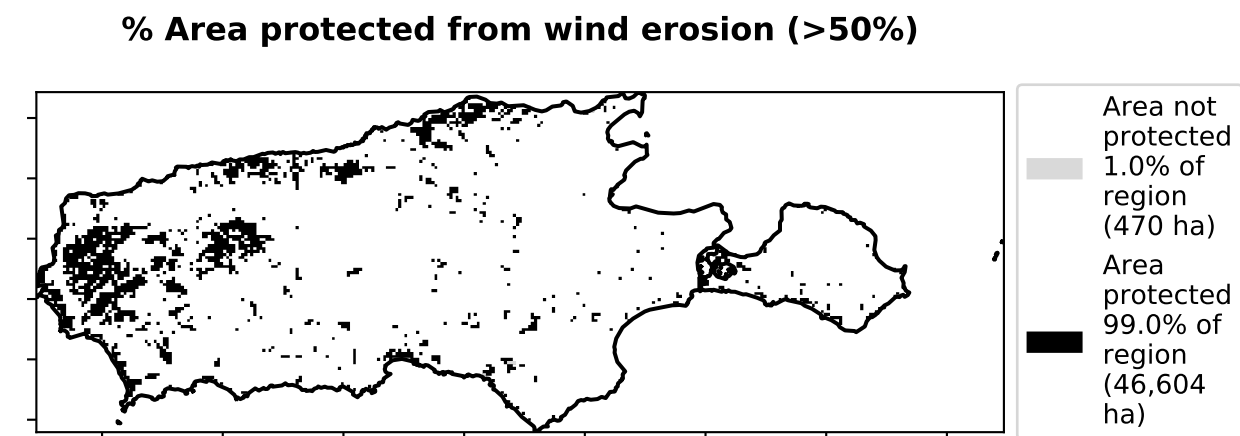 % Area protected from wind erosion (>50%)
Area not
protected
1.0% of
region
(470 ha)
Area
protected
99.0% of
region
(46,604
ha)